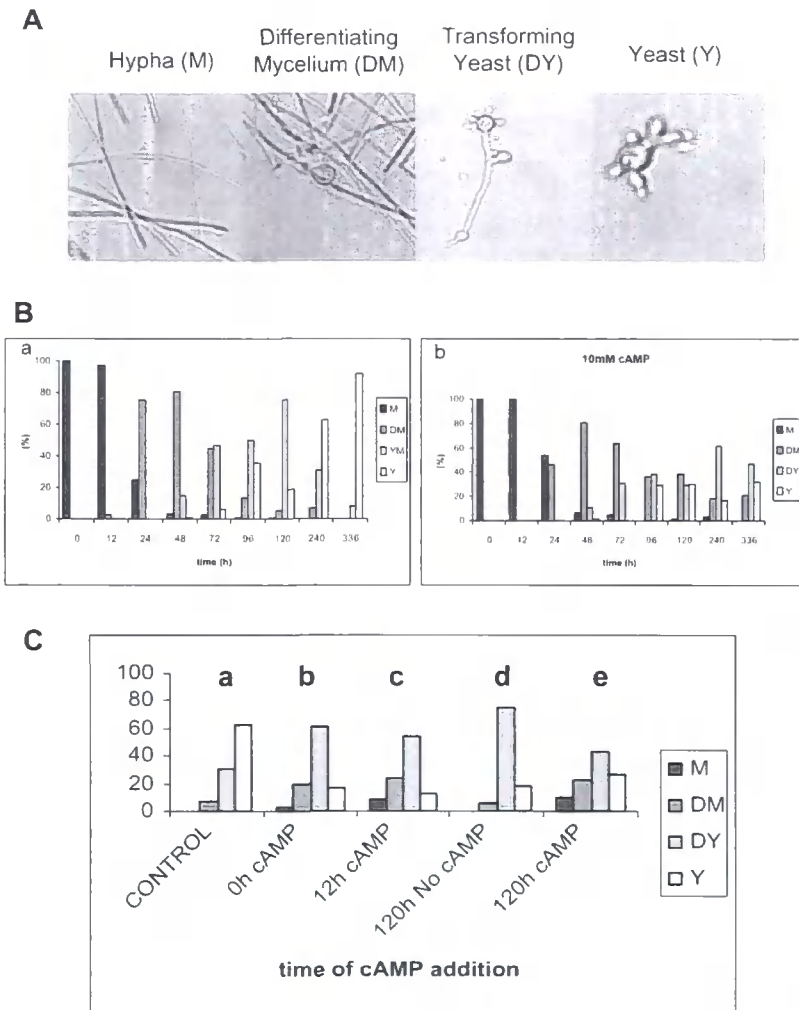 A
Hypha (M)
Differentiating
Mycelium (DM)
Transforming
Yeast (DY)
Yeast (Y)
B
a
100
80
60
40
20
0
(%)
0 12 24 48 72 96 120 240 336
time (h)
M
DM
YM
Y
b
10mM cAMP
100
80
60
40
20
0
(%)
0 12 24 48 72 96 120 240 336
time (h)
M
DM
DY
Y
C
100
80
60
40
20
0
a b c d e
CONTROL
0h cAMP
12h cAMP
120h No cAMP
120h cAMP
M
DM
DY
Y
time of cAMP addition